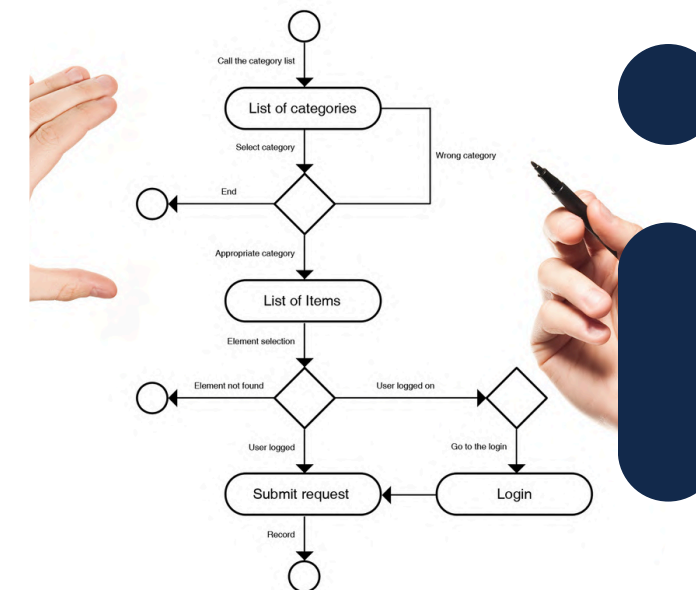 Call the category list
List of categories
Select category
Wrong category
End
Appropriate category
List of Items
Element selection
Element not found
User logged on
User logged
Go to the login
Submit request
Login
Record